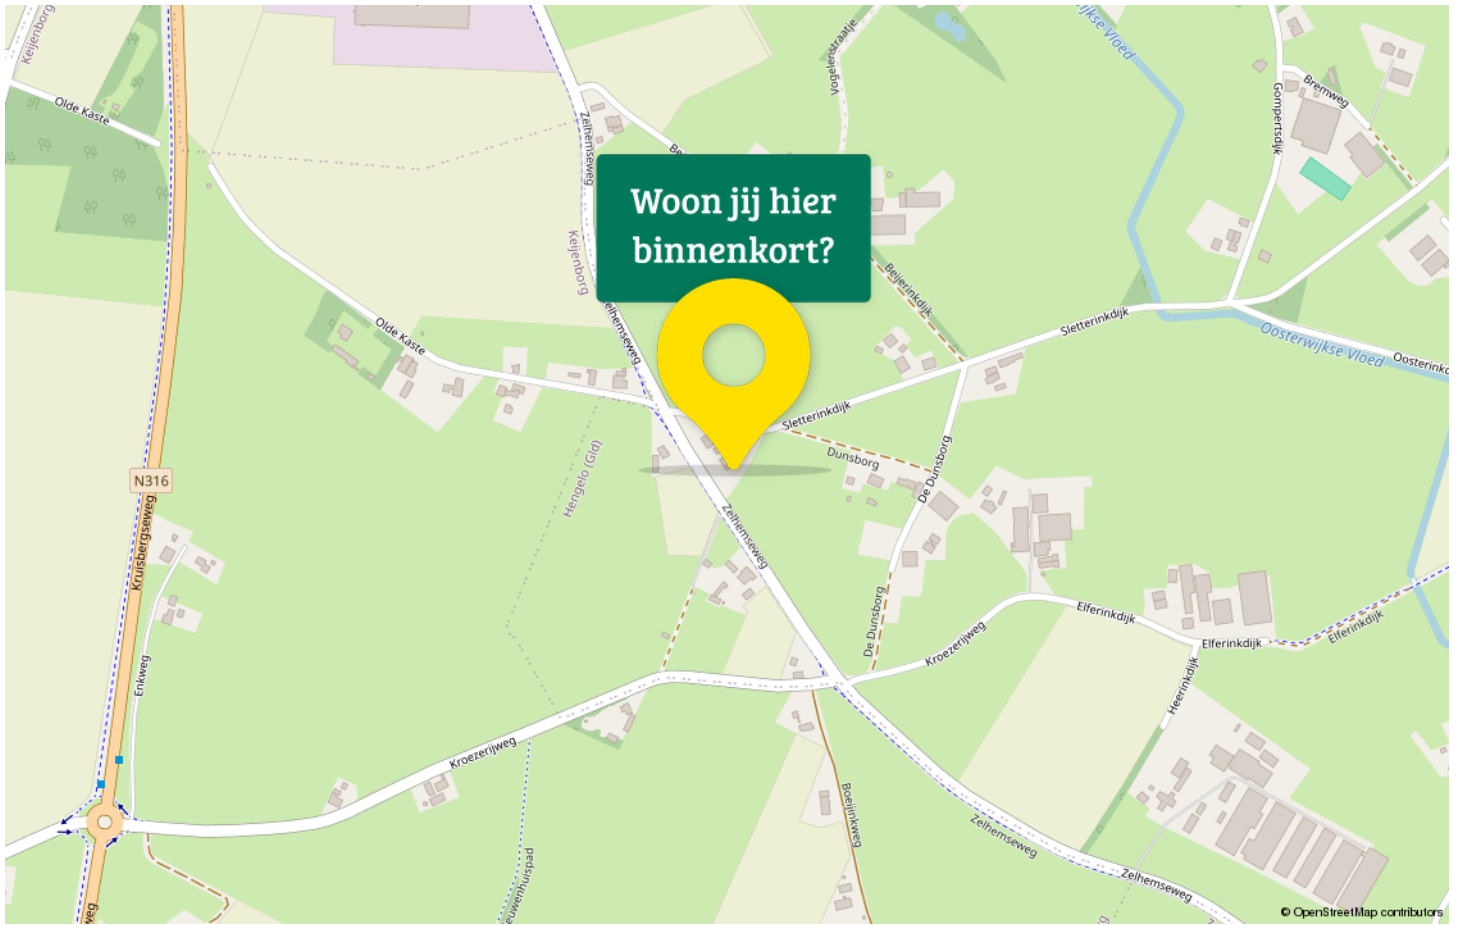 Keijenborg
Olde Kaste
Zelhemseweg
Vogelenstraatje
Gompertsdijk
Bremweg
Woon jij hier
binnenkort?
Keijenborg
Beijerinkdijk
Zelhemseweg
Olde Kaste
Sletterinkdijk
Oosterwijkse Vloed
Sletterinkdijk
Dunsborg
De Dunsborg
Hengelo (Gld)
N316
Kruisbergseweg
Zelhemseweg
De Dunsborg
Elferinkdijk
Elferinkdijk
Elferinkdijk
Kroezerijweg
Heerinkdijk
Enkweg
Kroezerijweg
Boeijinkweg
Zelhemseweg
Zelhemseweg
© OpenStreetMap contributors